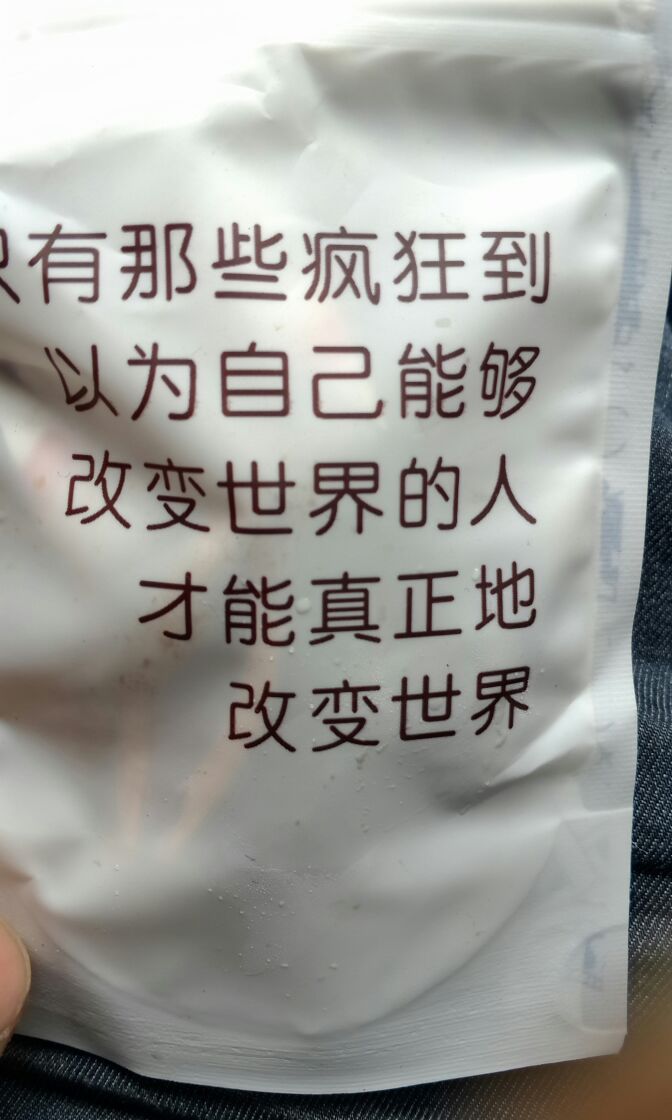 只有那些疯狂到
以为自己能够
改变世界的人
才能真正地
改变世界